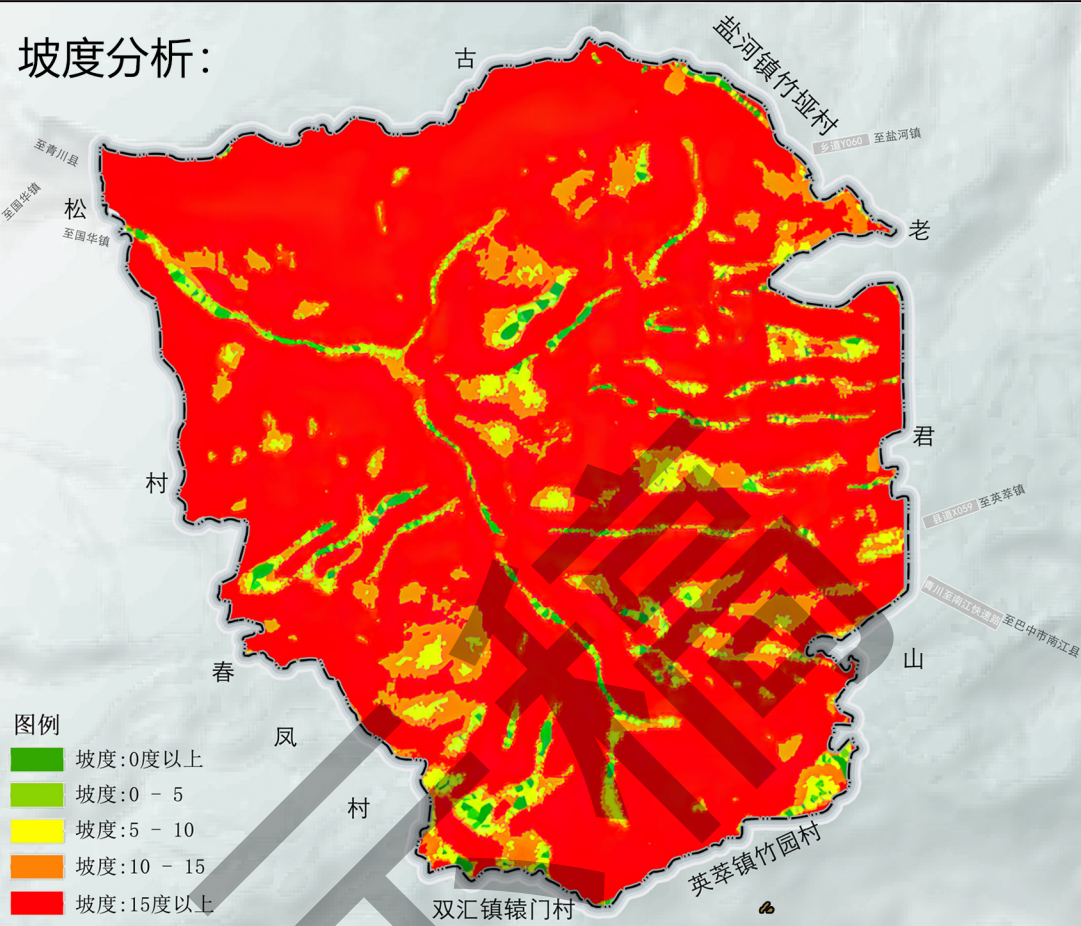 坡度分析：
古
盐河镇竹垭村
乡道Y060
至盐河镇
至青川县
至国华镇
松
至国华镇
老
君
村
县道X059
至英萃镇
青川至南江快速路
至巴中市南江县
山
春
凤
村
图例
坡度:0度以上
坡度:0 - 5
坡度:5 - 10
坡度:10 - 15
坡度:15度以上
英萃镇竹园村
双汇镇辕门村